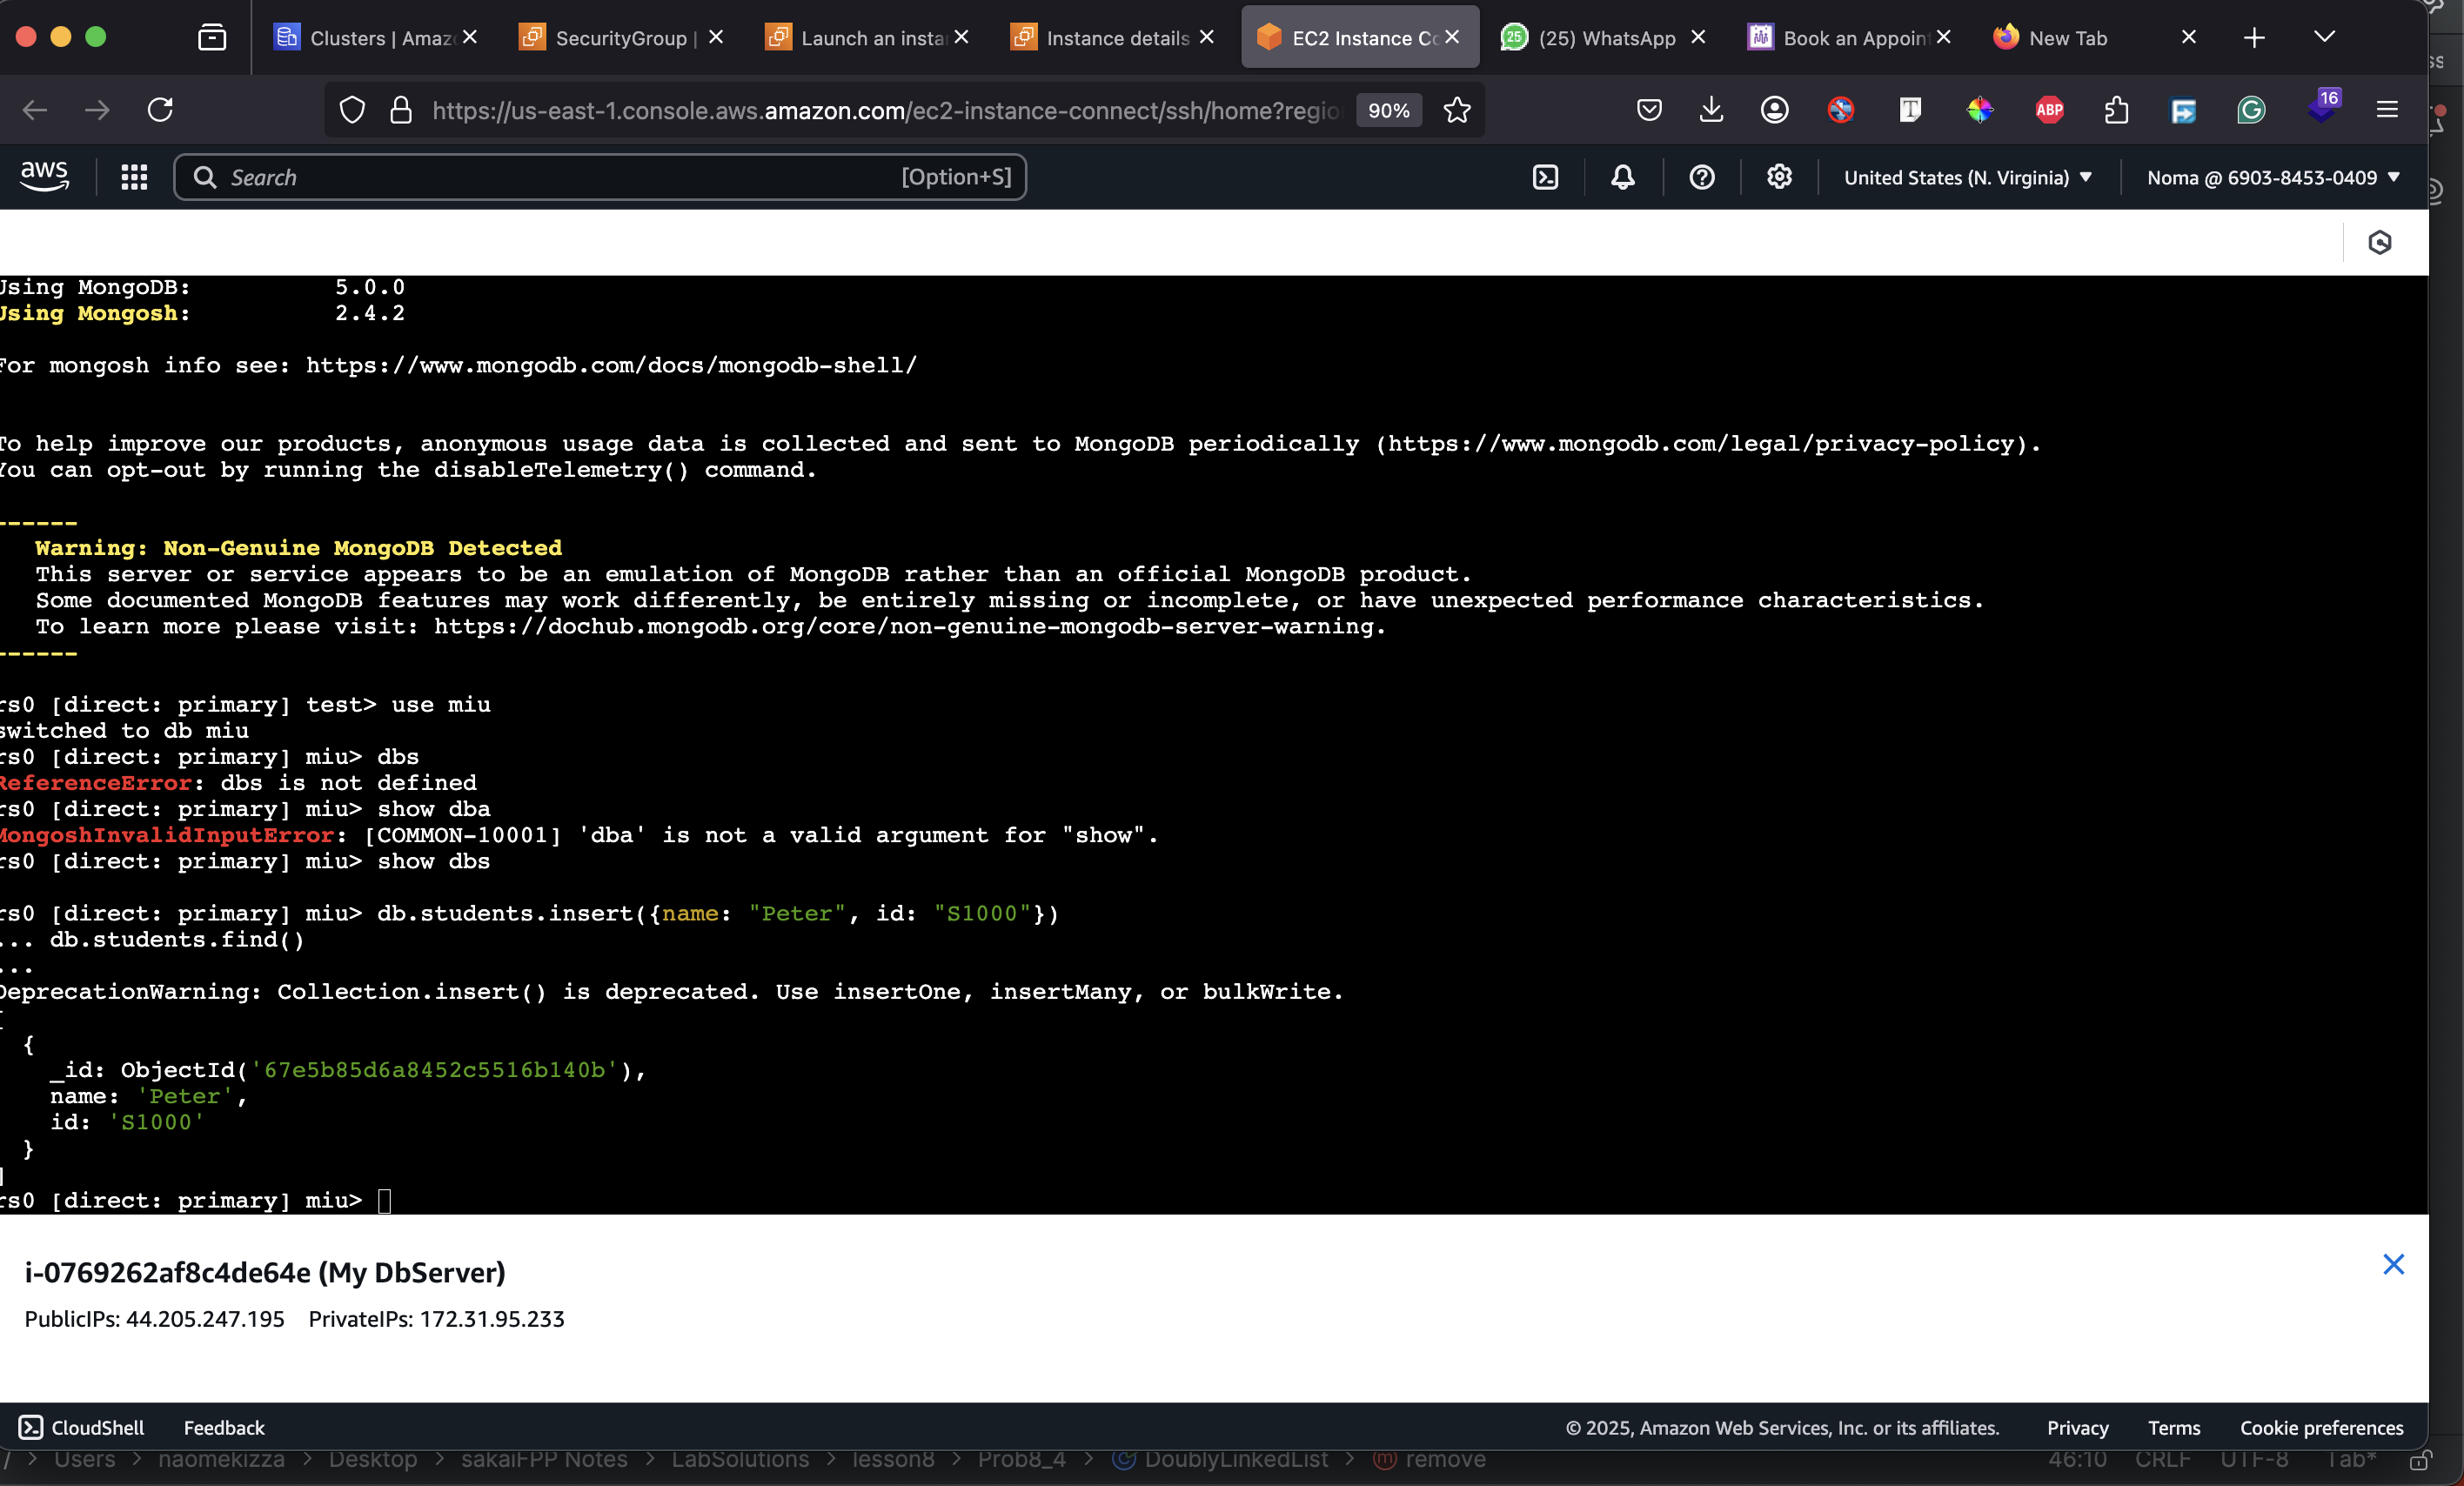 Clusters | Amaz
SecurityGroup |
Launch an insta
Instance details
EC2 Instance Co
25
(25) WhatsApp
Book an Appoin
New Tab
https://us-east-1.console.aws.amazon.com/ec2-instance-connect/ssh/home?regio
90%
T
ABP
G
16
aws
Search
[Option+S]
United States (N. Virginia)
Noma @ 6903-8453-0409
Using MongoDB: 5.0.0
Using Mongosh: 2.4.2
For mongosh info see: https://www.mongodb.com/docs/mongodb-shell/
To help improve our products, anonymous usage data is collected and sent to MongoDB periodically (https://www.mongodb.com/legal/privacy-policy).
You can opt-out by running the disableTelemetry() command.
------
Warning: Non-Genuine MongoDB Detected
This server or service appears to be an emulation of MongoDB rather than an official MongoDB product.
Some documented MongoDB features may work differently, be entirely missing or incomplete, or have unexpected performance characteristics.
To learn more please visit: https://dochub.mongodb.org/core/non-genuine-mongodb-server-warning.
------
rs0 [direct: primary] test> use miu
switched to db miu
rs0 [direct: primary] miu> dbs
ReferenceError: dbs is not defined
rs0 [direct: primary] miu> show dba
MongoshInvalidInputError: [COMMON-10001] 'dba' is not a valid argument for "show".
rs0 [direct: primary] miu> show dbs
rs0 [direct: primary] miu> db.students.insert({name: "Peter", id: "S1000"})
... db.students.find()
...
DeprecationWarning: Collection.insert() is deprecated. Use insertOne, insertMany, or bulkWrite.
[
{
_id: ObjectId('67e5b85d6a8452c5516b140b'),
name: 'Peter',
id: 'S1000'
}
]
rs0 [direct: primary] miu>
i-0769262af8c4de64e (My DbServer)
PublicIPs: 44.205.247.195 PrivateIPs: 172.31.95.233
CloudShell Feedback © 2025, Amazon Web Services, Inc. or its affiliates. Privacy Terms Cookie preferences
/ > Users > naomekizza > Desktop > sakaiFPP Notes > LabSolutions > lesson8 > Prob8_4 > DoublyLinkedList > m remove 46:10 CRLF UTF-8 Tab*